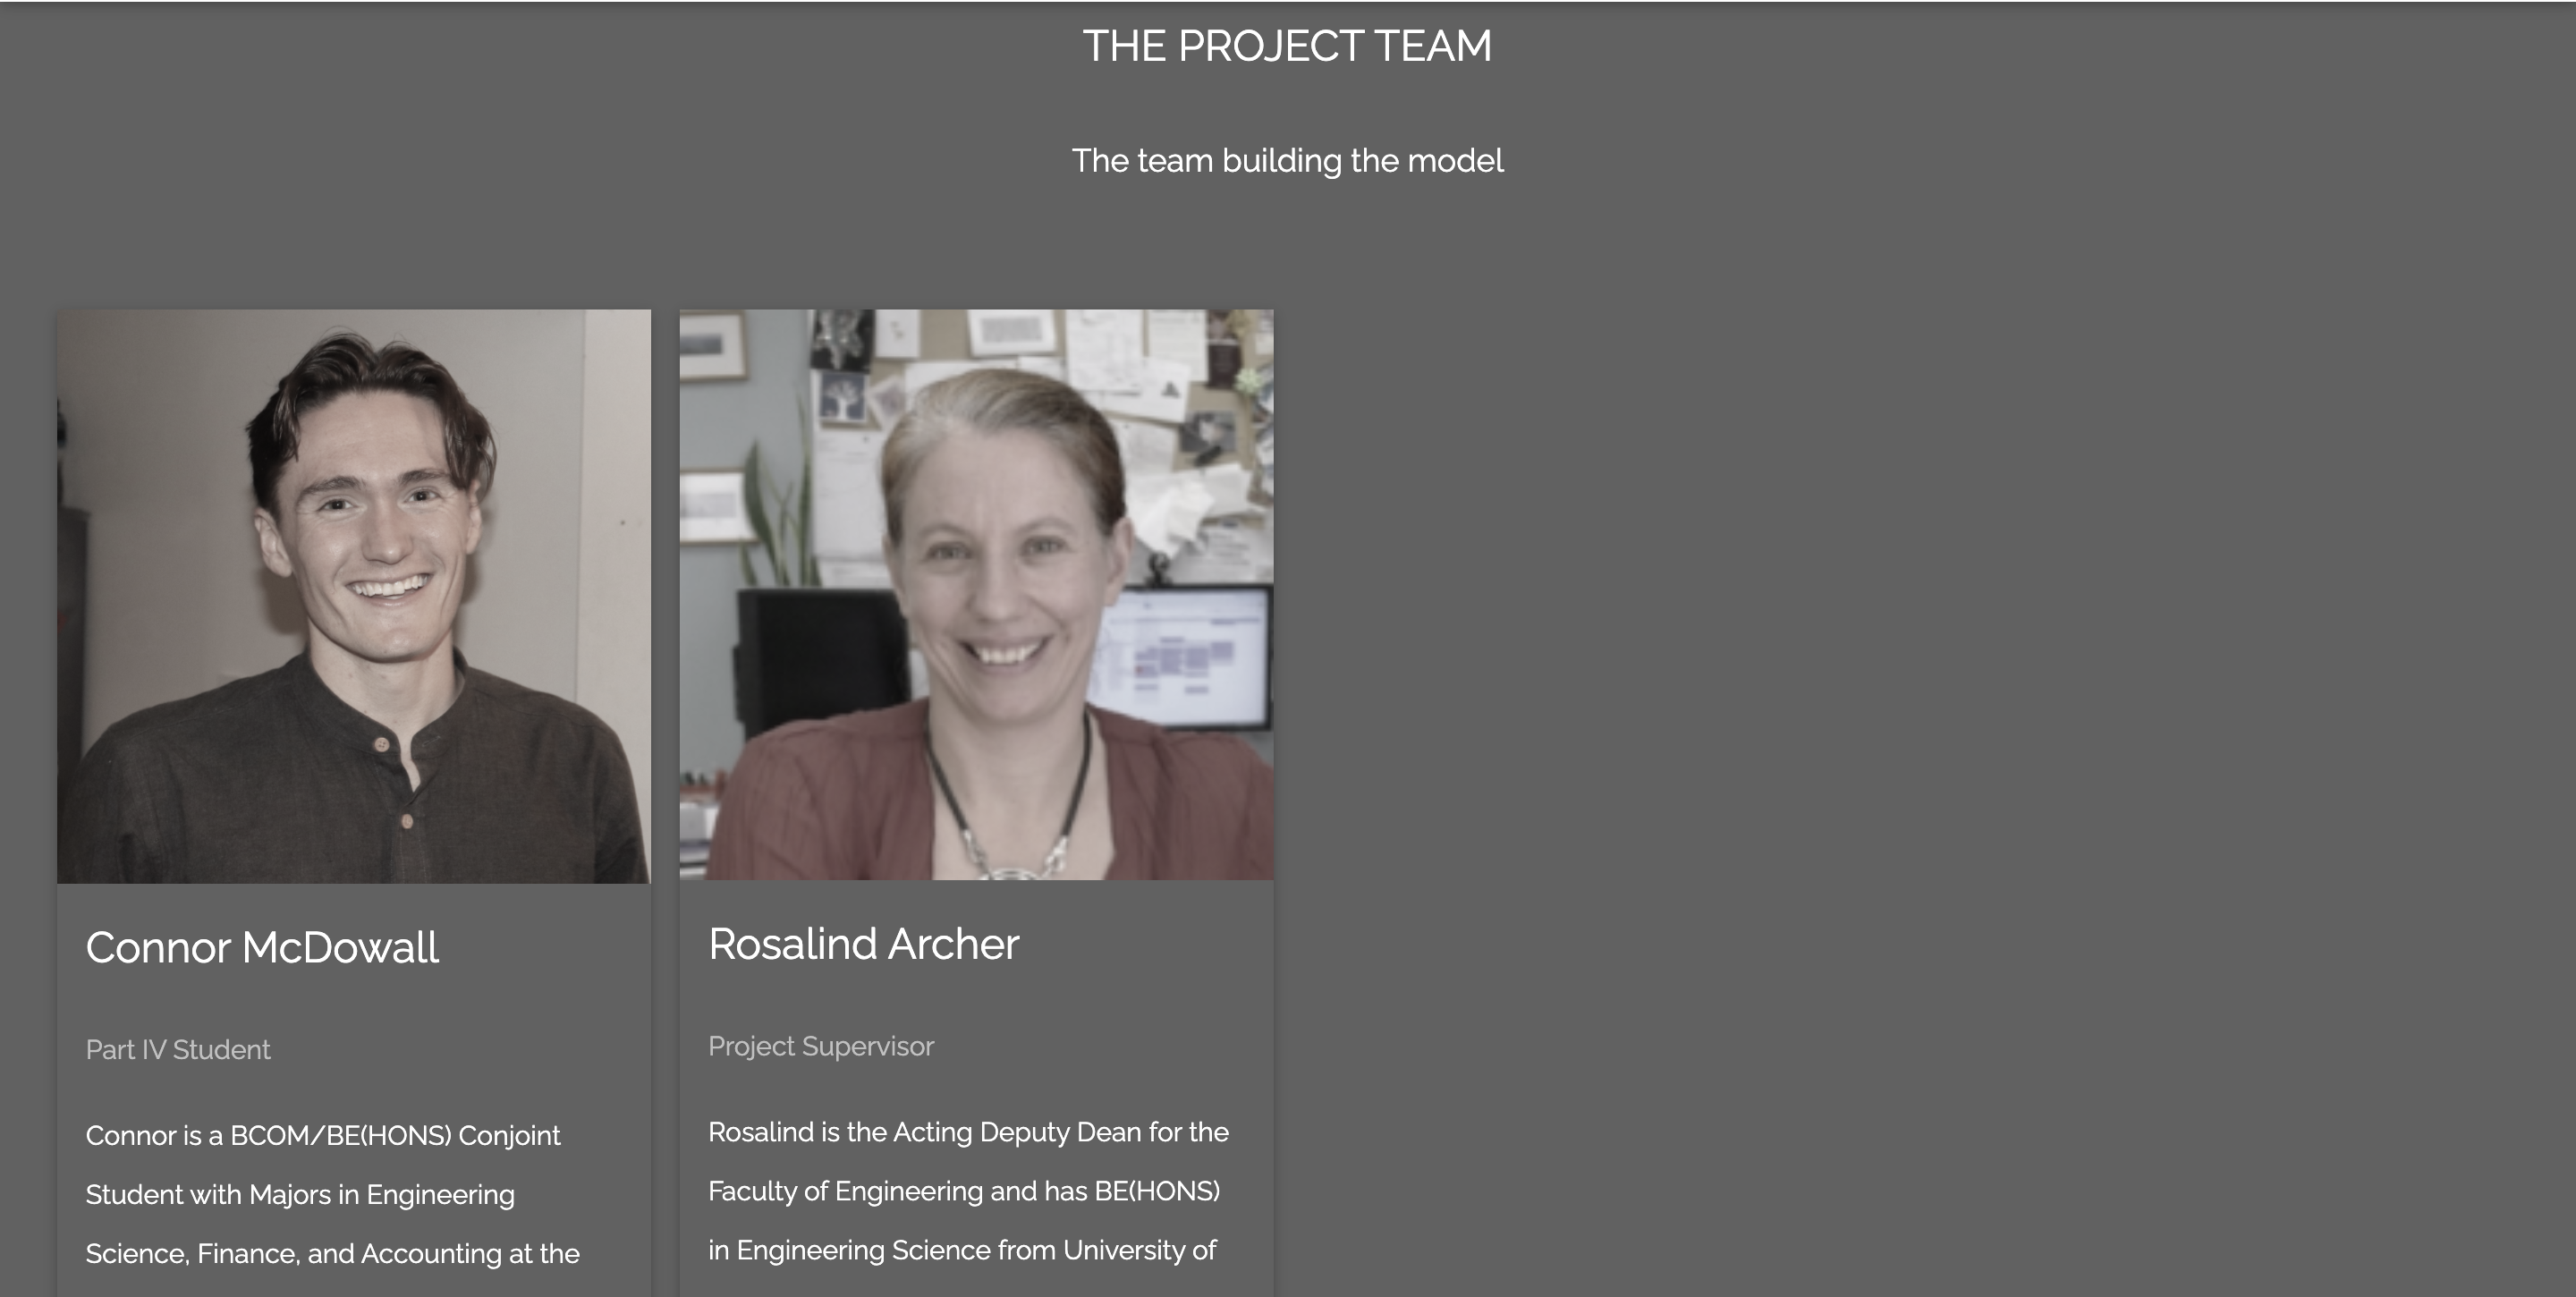 THE PROJECT TEAM
The team building the model
Connor McDowall
Part IV Student
Connor is a BCOM/BE(HONS) Conjoint
Student with Majors in Engineering
Science, Finance, and Accounting at the
Rosalind Archer
Project Supervisor
Rosalind is the Acting Deputy Dean for the
Faculty of Engineering and has BE(HONS)
in Engineering Science from University of